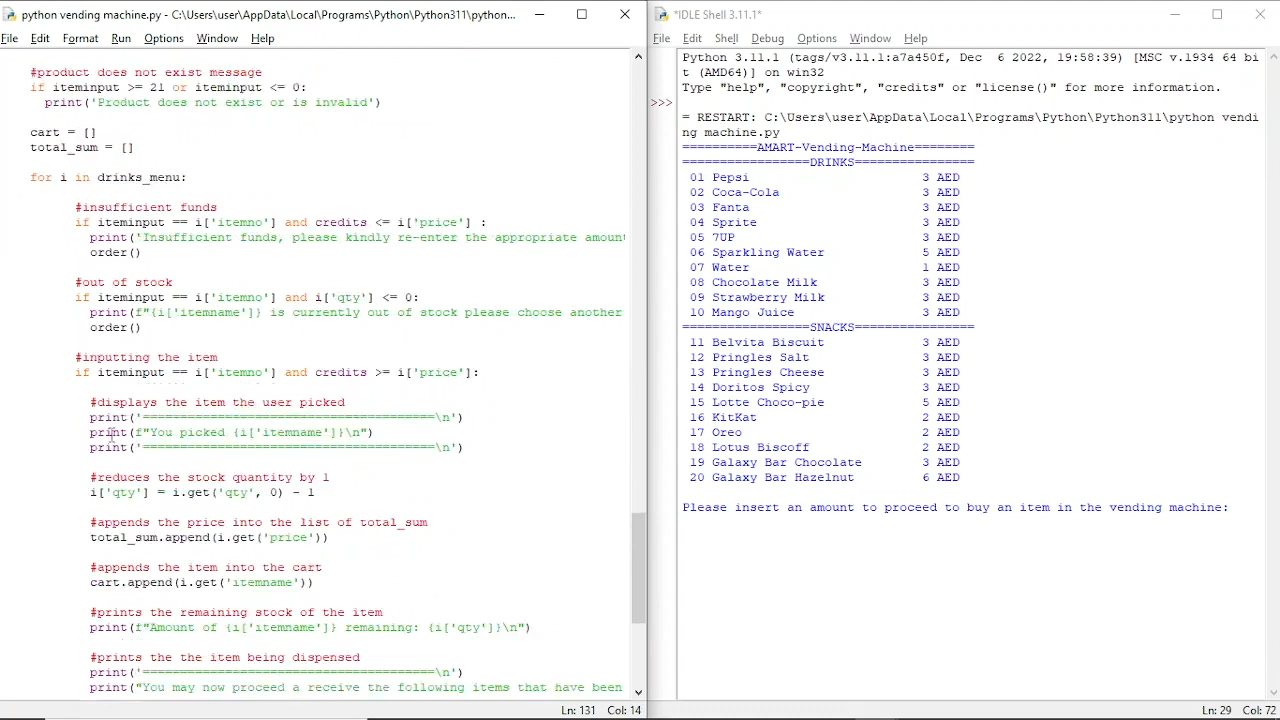 python vending machine.py - C:\Users\user\AppData\Local\Programs\Python\Python311\python...
File Edit Format Run Options Window Help
#product does not exist message
if iteminput >= 21 or iteminput <= 0:
print('Product does not exist or is invalid')
cart = []
total_sum = []
for i in drinks_menu:
#insufficient funds
if iteminput == i['itemno'] and credits <= i['price'] :
print('Insufficient funds, please kindly re-enter the appropriate amoun
order()
#out of stock
if iteminput == i['itemno'] and i['qty'] <= 0:
print(f"{i['itemname']} is currently out of stock please choose another
order()
#inputting the item
if iteminput == i['itemno'] and credits >= i['price']:
#displays the item the user picked
print('=======================================\n')
print(f"You picked {i['itemname']}\n")
print('=======================================\n')
#reduces the stock quantity by 1
i['qty'] = i.get('qty', 0) - 1
#appends the price into the list of total_sum
total_sum.append(i.get('price'))
#appends the item into the cart
cart.append(i.get('itemname'))
#prints the remaining stock of the item
print(f"Amount of {i['itemname']} remaining: {i['qty']}\n")
#prints the the item being dispensed
print('=======================================\n')
print("You may now proceed a receive the following items that have been
Ln: 131 Col: 14
*IDLE Shell 3.11.1*
File Edit Shell Debug Options Window Help
Python 3.11.1 (tags/v3.11.1:a7a450f, Dec  6 2022, 19:58:39) [MSC v.1934 64 bi
t (AMD64)] on win32
Type "help", "copyright", "credits" or "license()" for more information.
>>>
= RESTART: C:\Users\user\AppData\Local\Programs\Python\Python311\python vendi
ng machine.py
==========AMART-Vending-Machine========
=================DRINKS================
01 Pepsi 3 AED
02 Coca-Cola 3 AED
03 Fanta 3 AED
04 Sprite 3 AED
05 7UP 3 AED
06 Sparkling Water 5 AED
07 Water 1 AED
08 Chocolate Milk 3 AED
09 Strawberry Milk 3 AED
10 Mango Juice 3 AED
=================SNACKS================
11 Belvita Biscuit 3 AED
12 Pringles Salt 3 AED
13 Pringles Cheese 3 AED
14 Doritos Spicy 3 AED
15 Lotte Choco-pie 5 AED
16 KitKat 2 AED
17 Oreo 2 AED
18 Lotus Biscoff 2 AED
19 Galaxy Bar Chocolate 3 AED
20 Galaxy Bar Hazelnut 6 AED
Please insert an amount to proceed to buy an item in the vending machine:
Ln: 29 Col: 72